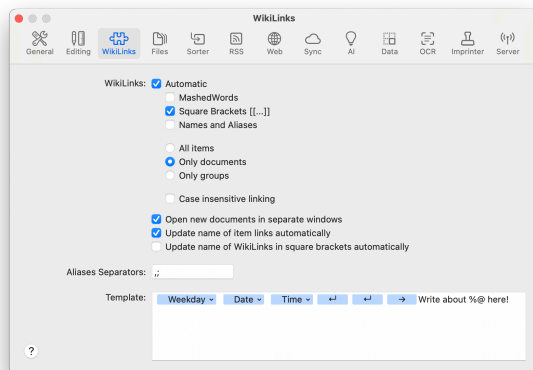 WikiLinks
General Editing WikiLinks Files Sorter RSS Web Sync AI Data OCR Imprinter Server
WikiLinks: Automatic
MashedWords
Square Brackets [[...]]
Names and Aliases
All items
Only documents
Only groups
Case insensitive linking
Open new documents in separate windows
Update name of item links automatically
Update name of WikiLinks in square brackets automatically
Aliases Separators: ,;
Template: Weekday Date Time ↵ ↵ → Write about %@ here!
?